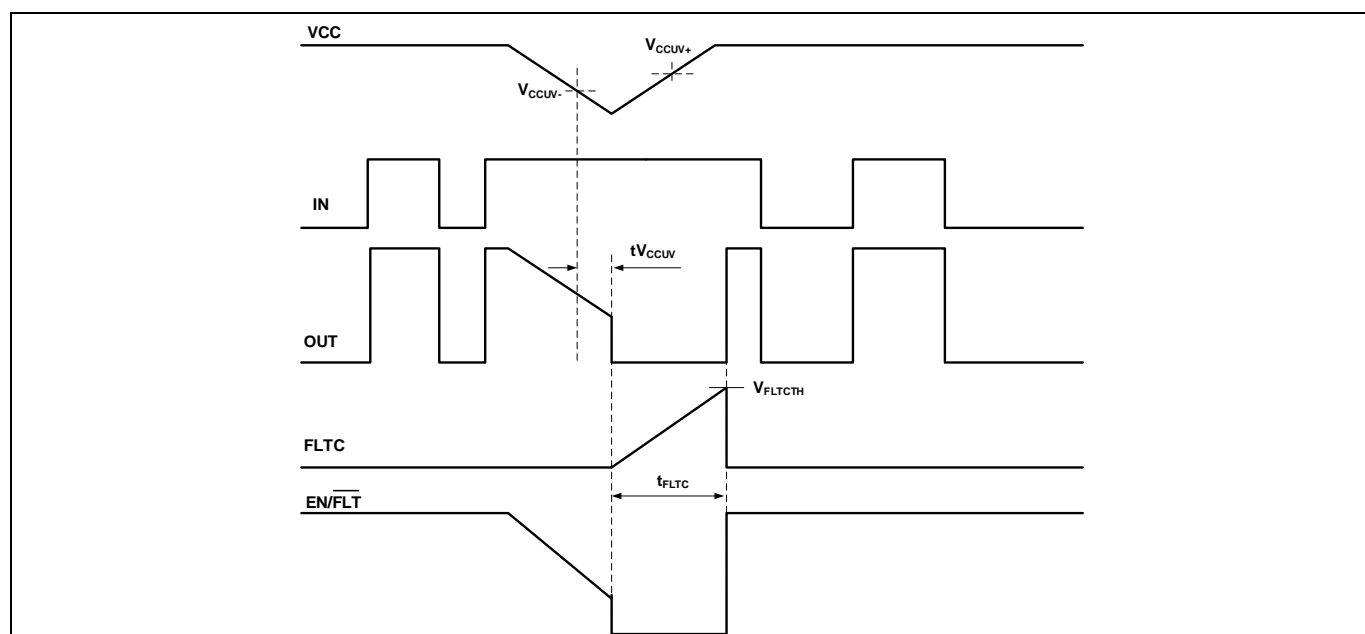 VCC
VCCUV+
VCCUV-
IN
tVCCUV
OUT
VFLTCTH
FLTC
tFLTC
EN/FLT